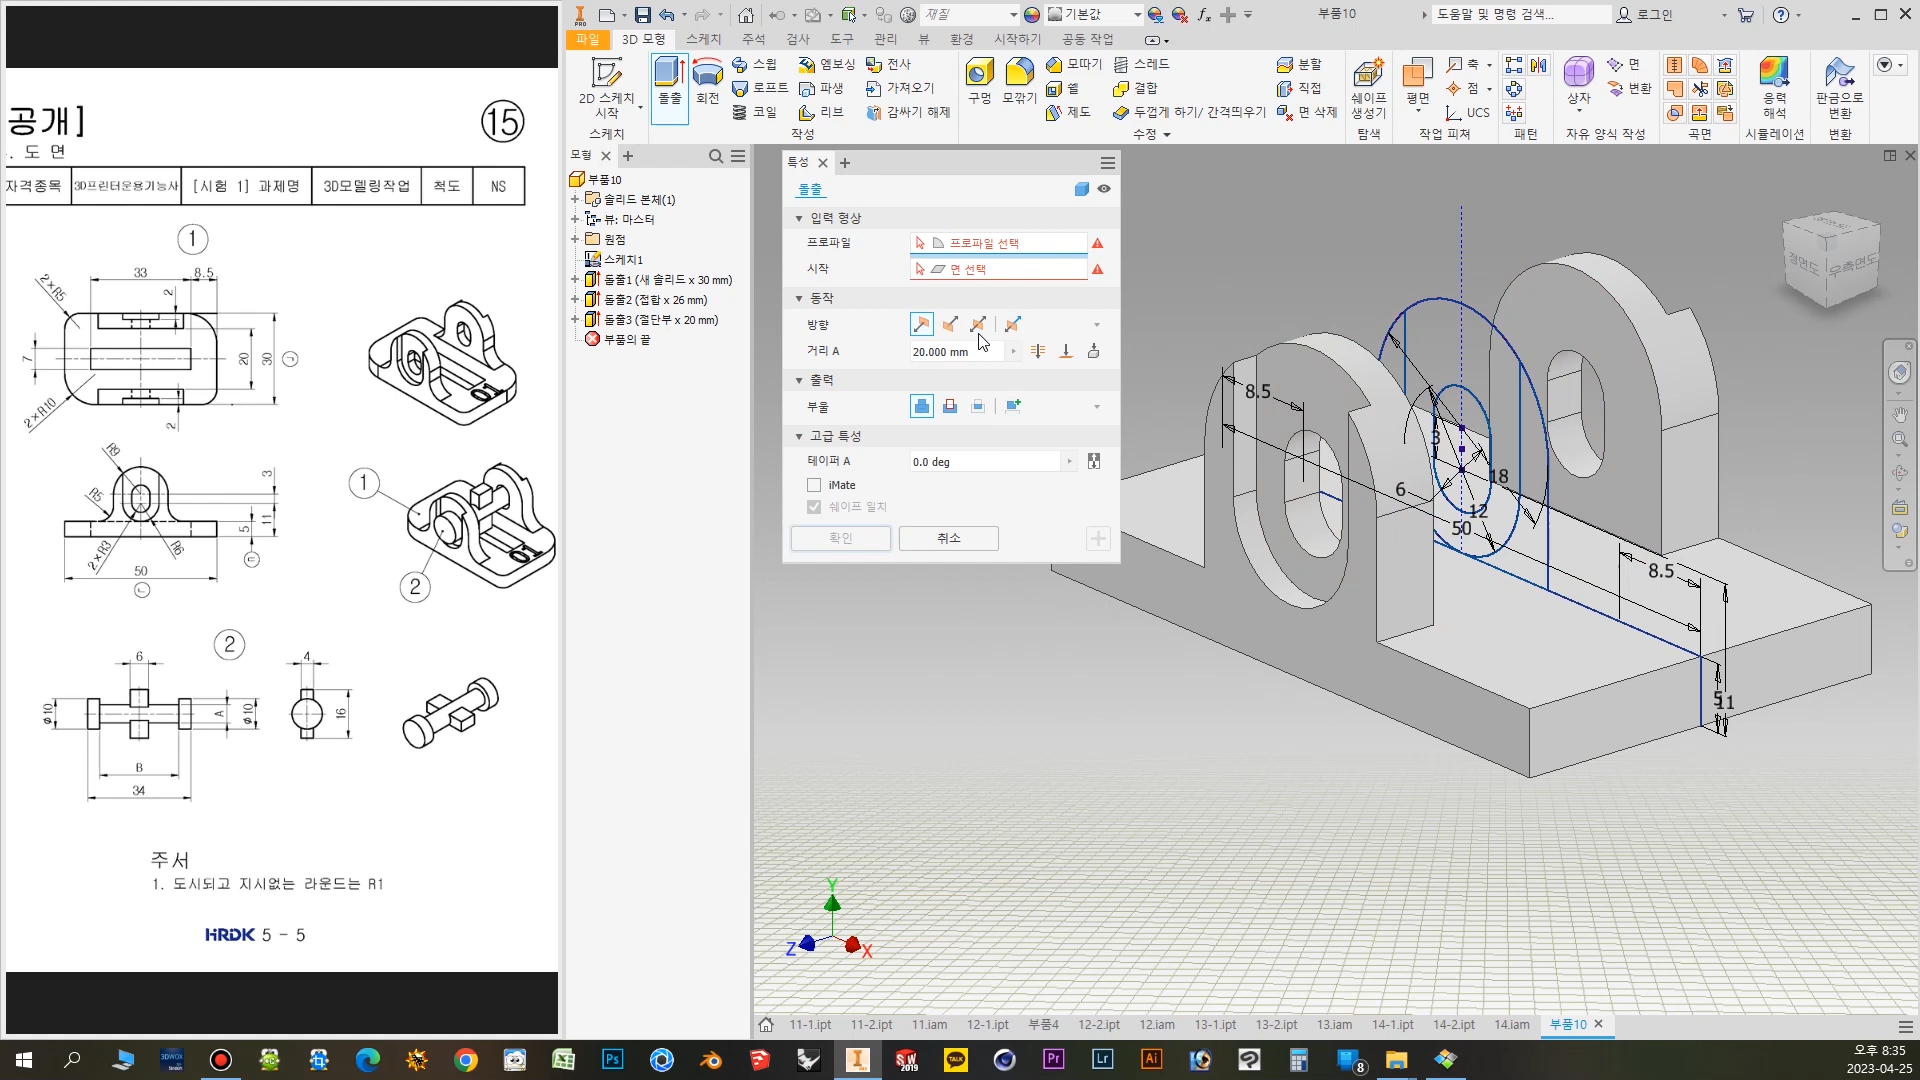 공개]
15
. 도 면
자격종목
3D프린터운용기능사
[시험 1] 과제명
3D모델링작업
척도
NS
1
33
8.5
2×R5
2
7
20
30
2×R10
2
R9
R5
3
11
5
2×R3
R6
50
1
2
2
6
4
ϕ10
A
ϕ10
16
B
34
주서
1. 도시되고 지시없는 라운드는 R1
HRDK 5 - 5
재질
기본값
부품10
도움말 및 명령 검색...
로그인
파일
3D 모형
스케치
주석
검사
도구
관리
뷰
환경
시작하기
공동 작업
2D 스케치
시작
스케치
돌출
회전
스윕
로프트
코일
엠보싱
파생
리브
전사
가져오기
감싸기 해제
작성
구멍
모깎기
모따기
쉘
제도
스레드
결합
두껍게 하기/ 간격띄우기
분할
직접
면 삭제
수정
쉐이프
생성기
탐색
평면
축
점
UCS
작업 피쳐
패턴
상자
면
변환
자유 양식 작성
곡면
응력
해석
시뮬레이션
판금으로
변환
변환
모형
부품10
솔리드 본체(1)
뷰: 마스터
원점
스케치1
돌출1 (새 솔리드 x 30 mm)
돌출2 (접합 x 26 mm)
돌출3 (절단부 x 20 mm)
부품의 끝
특성
돌출
입력 형상
프로파일
프로파일 선택
시작
면 선택
동작
방향
거리 A
20.000 mm
출력
부울
고급 특성
테이퍼 A
0.0 deg
iMate
쉐이프 일치
확인
취소
정면도
우측면도
8.5
3
6
18
12
50
8.5
5
11
Y
Z
X
11-1.ipt
11-2.ipt
11.iam
12-1.ipt
부품4
12-2.ipt
12.iam
13-1.ipt
13-2.ipt
13.iam
14-1.ipt
14-2.ipt
14.iam
부품10
오후 8:35
2023-04-25